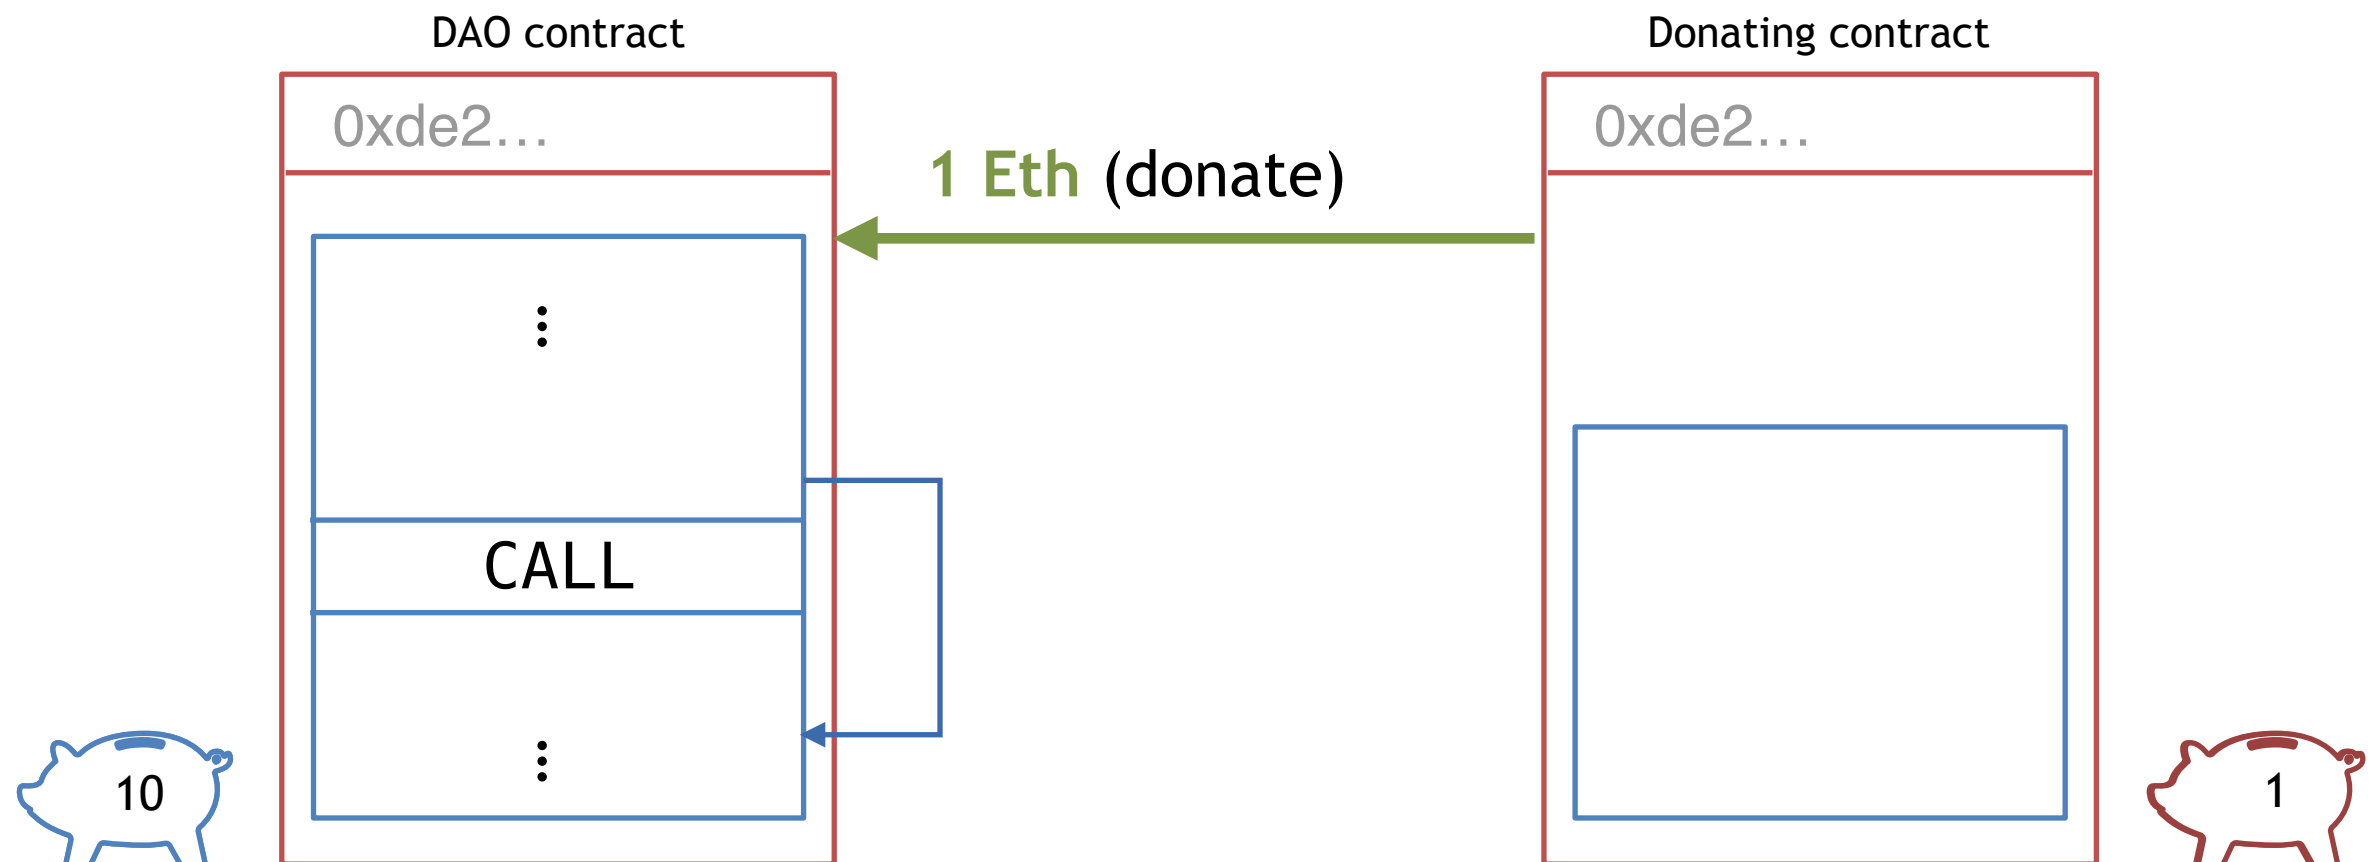 DAO contract
Donating contract
0xde2…
0xde2…
1 Eth (donate)
⋮
CALL
⋮
10
1